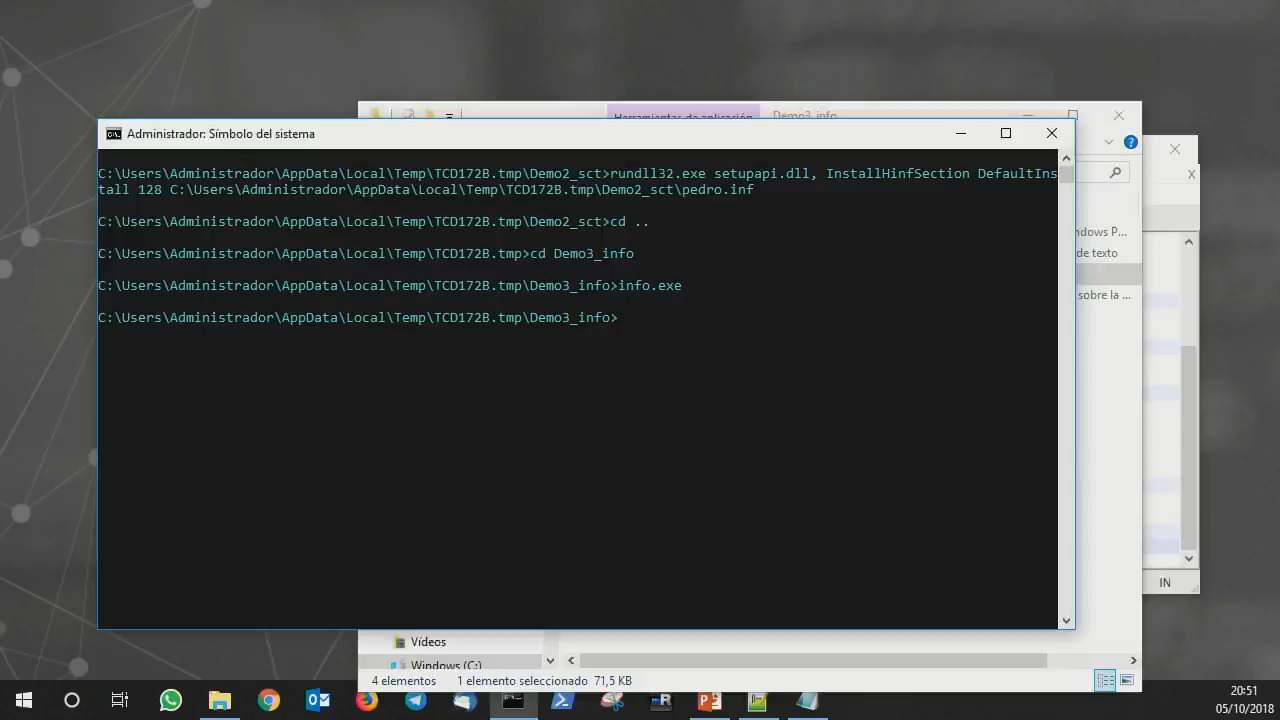 Herramientas de aplicación
Demo3_info
Administrador: Símbolo del sistema
C:\Users\Administrador\AppData\Local\Temp\TCD172B.tmp\Demo2_sct>rundll32.exe setupapi.dll, InstallHinfSection DefaultIns
tall 128 C:\Users\Administrador\AppData\Local\Temp\TCD172B.tmp\Demo2_sct\pedro.inf
C:\Users\Administrador\AppData\Local\Temp\TCD172B.tmp\Demo2_sct>cd ..
C:\Users\Administrador\AppData\Local\Temp\TCD172B.tmp>cd Demo3_info
C:\Users\Administrador\AppData\Local\Temp\TCD172B.tmp\Demo3_info>info.exe
C:\Users\Administrador\AppData\Local\Temp\TCD172B.tmp\Demo3_info>
ndows P...
de texto
sobre la ...
IN
Vídeos
Windows (C:)
4 elementos 1 elemento seleccionado 71,5 KB
20:51
05/10/2018